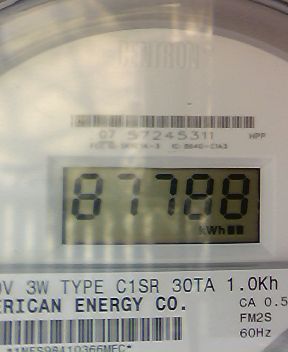 CENTRON
07 57245311 HPP
87788
kWh
0V 3W TYPE C1SR 30TA 1.0Kh
ERICAN ENERGY CO. CA 0.5
FM2S
60Hz